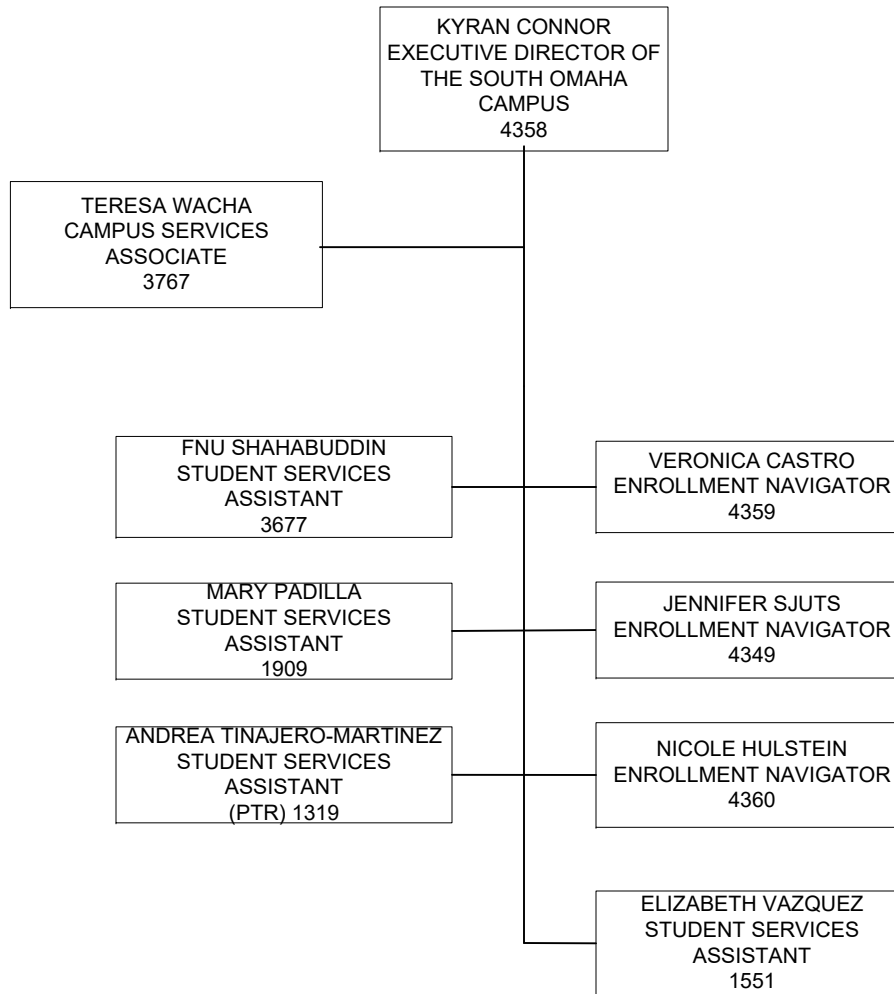 KYRAN CONNOR
EXECUTIVE DIRECTOR OF
THE SOUTH OMAHA
CAMPUS
4358
TERESA WACHA
CAMPUS SERVICES
ASSOCIATE
3767
FNU SHAHABUDDIN
STUDENT SERVICES
ASSISTANT
3677
VERONICA CASTRO
ENROLLMENT NAVIGATOR
4359
MARY PADILLA
STUDENT SERVICES
ASSISTANT
1909
JENNIFER SJUTS
ENROLLMENT NAVIGATOR
4349
ANDREA TINAJERO-MARTINEZ
STUDENT SERVICES
ASSISTANT
(PTR) 1319
NICOLE HULSTEIN
ENROLLMENT NAVIGATOR
4360
ELIZABETH VAZQUEZ
STUDENT SERVICES
ASSISTANT
1551